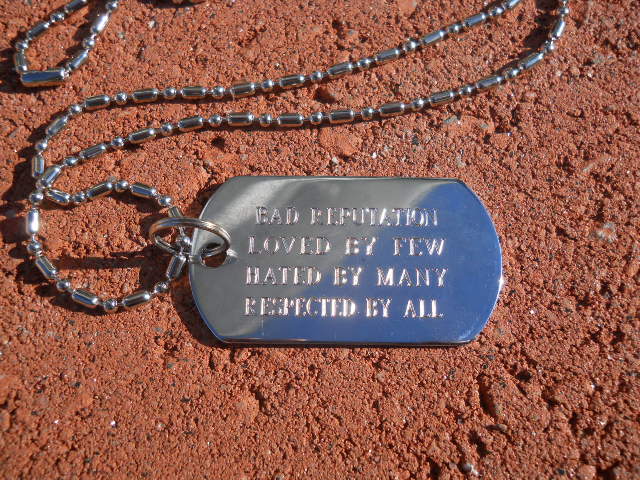 BAD REPUTATION
LOVED BY FEW
HATED BY MANY
RESPECTED BY ALL